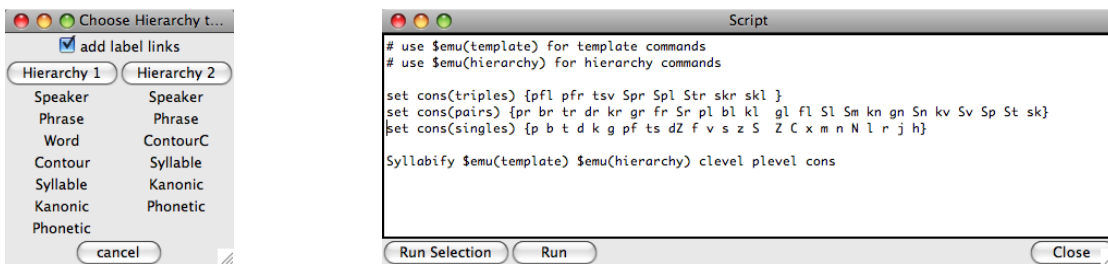 Choose Hierarchy t...
add label links
Hierarchy 1 Hierarchy 2
Speaker Speaker
Phrase Phrase
Word ContourC
Contour Syllable
Syllable Kanonic
Kanonic Phonetic
Phonetic
cancel
Script
# use $emu(template) for template commands
# use $emu(hierarchy) for hierarchy commands
set cons(triples) {pfl pfr tsv Spr Spl Str skr skl }
set cons(pairs) {pr br tr dr kr gr fr Sr pl bl kl  gl fl Sl Sm kn gn Sn kv Sv Sp St sk}
set cons(singles) {p b t d k g pf ts dZ f v s z S  Z C x m n N l r j h}
Syllabify $emu(template) $emu(hierarchy) clevel plevel cons
Run Selection Run Close